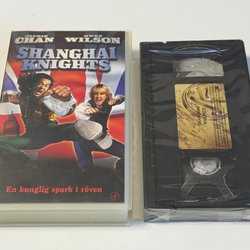 JACKIE OWEN
CHAN WILSON
SHANGHAI
KNIGHTS
En kunglig spark i röven